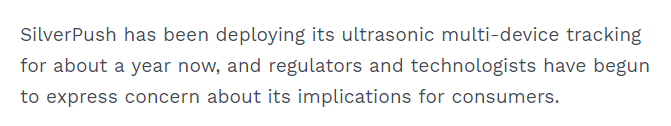 SilverPush has been deploying its ultrasonic multi-device tracking
for about a year now, and regulators and technologists have begun
to express concern about its implications for consumers.